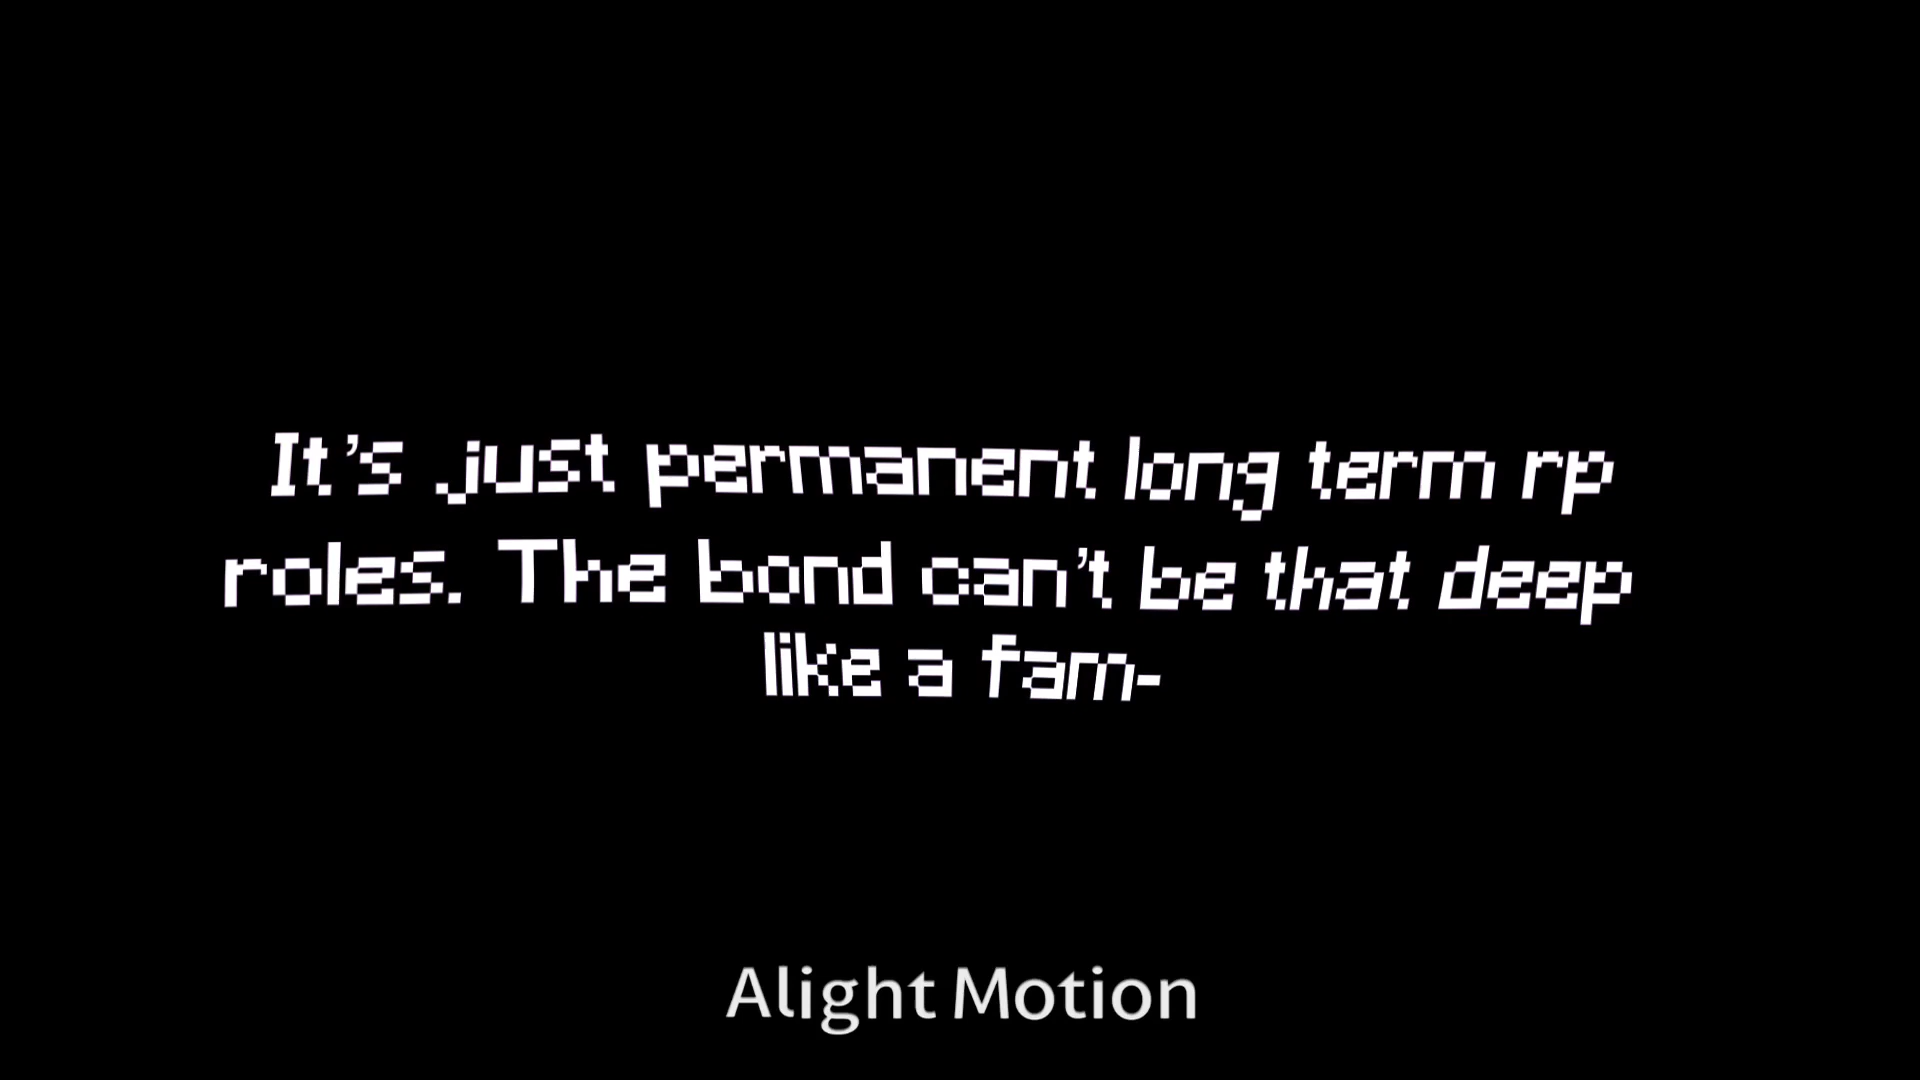 It's just permanent long term rp
roles. The bond can't be that deep
like a fam-
Alight Motion